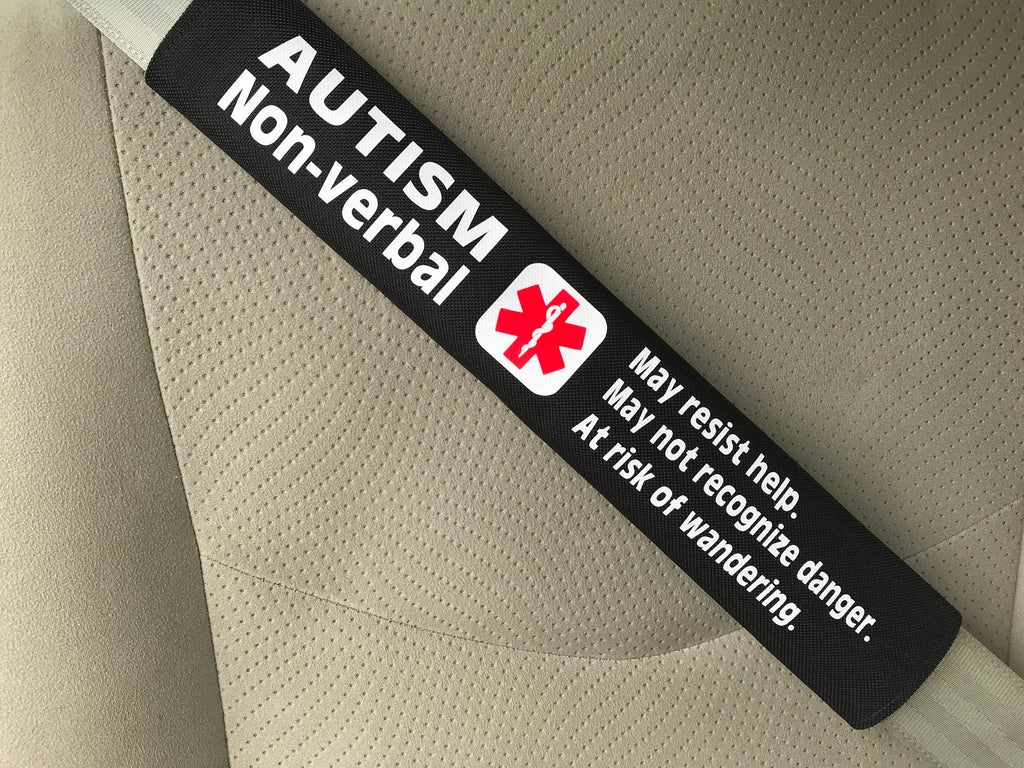 AUTISM
Non-verbal
May resist help.
May not recognize danger.
At risk of wandering.